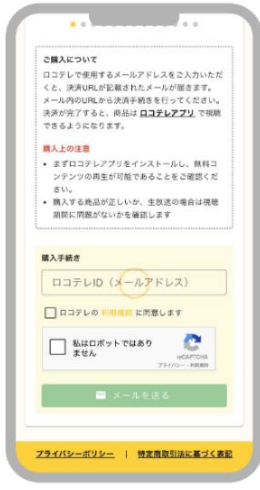 ご購入について
ロコテレで使用するメールアドレスをご入力いただ
くと、決済URLが記載されたメールが届きます。
メール内のURLから決済手続きを行ってください。
決済が完了すると、商品は ロコテレアプリ で視聴
できるようになります。
購入上の注意
• まずロコテレアプリをインストールし、無料コ
ンテンツの再生が可能であることをご確認くだ
さい。
• 購入する商品が正しいか、生放送の場合は視聴
期間に問題がないかを確認します
購入手続き
ロコテレID（メールアドレス）
ロコテレの 利用規約 に同意します
私はロボットではあり
ません
reCAPTCHA
プライバシー - 利用規約
メールを送る
プライバシーポリシー | 特定商取引法に基づく表記